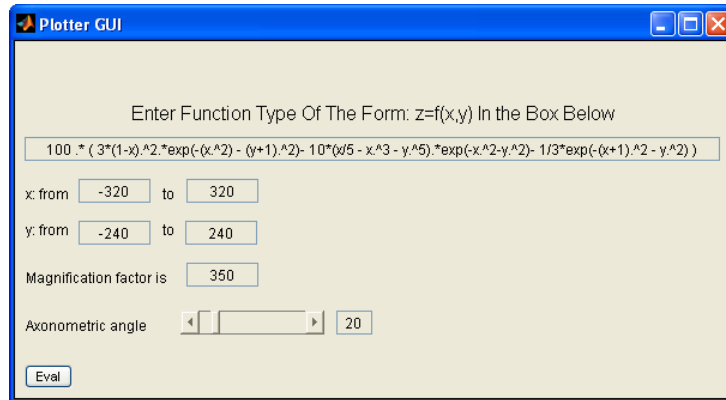 Plotter GUI
Enter Function Type Of The Form: z=f(x,y) In the Box Below
100 .* ( 3*(1-x).^2.*exp(-(x.^2) - (y+1).^2)- 10*(x/5 - x.^3 - y.^5).*exp(-x.^2-y.^2)- 1/3*exp(-(x+1).^2 - y.^2) )
x: from -320 to 320
y: from -240 to 240
Magnification factor is 350
Axonometric angle 20
Eval